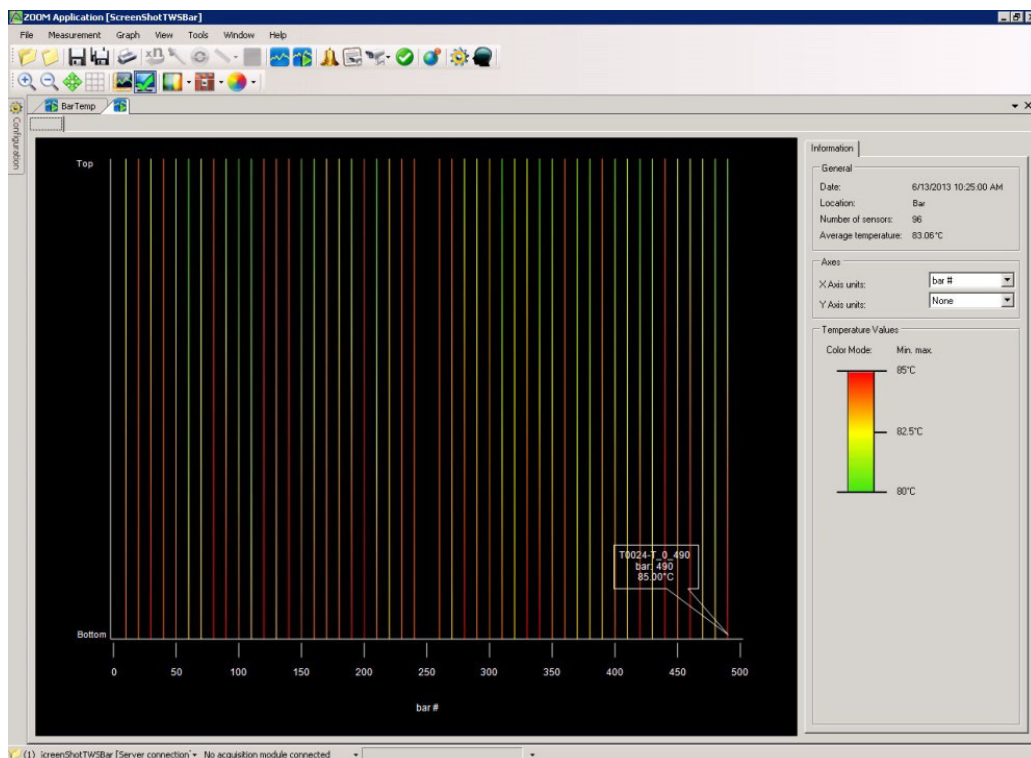 ZOOM Application [ScreenShotTWSBar]
File Measurement Graph View Tools Window Help
Configuration
BarTemp
Top
Bottom
T0024-T_0_490
bar: 490
85.00°C
0 50 100 150 200 250 300 350 400 450 500
bar #
Information
General
Date: 6/13/2013 10:25:00 AM
Location: Bar
Number of sensors: 96
Average temperature: 83.06°C
Axes
X Axis units: bar #
Y Axis units: None
Temperature Values
Color Mode: Min. max.
85°C
82.5°C
80°C
(1) ScreenShotTWSBar [Server connection] No acquisition module connected